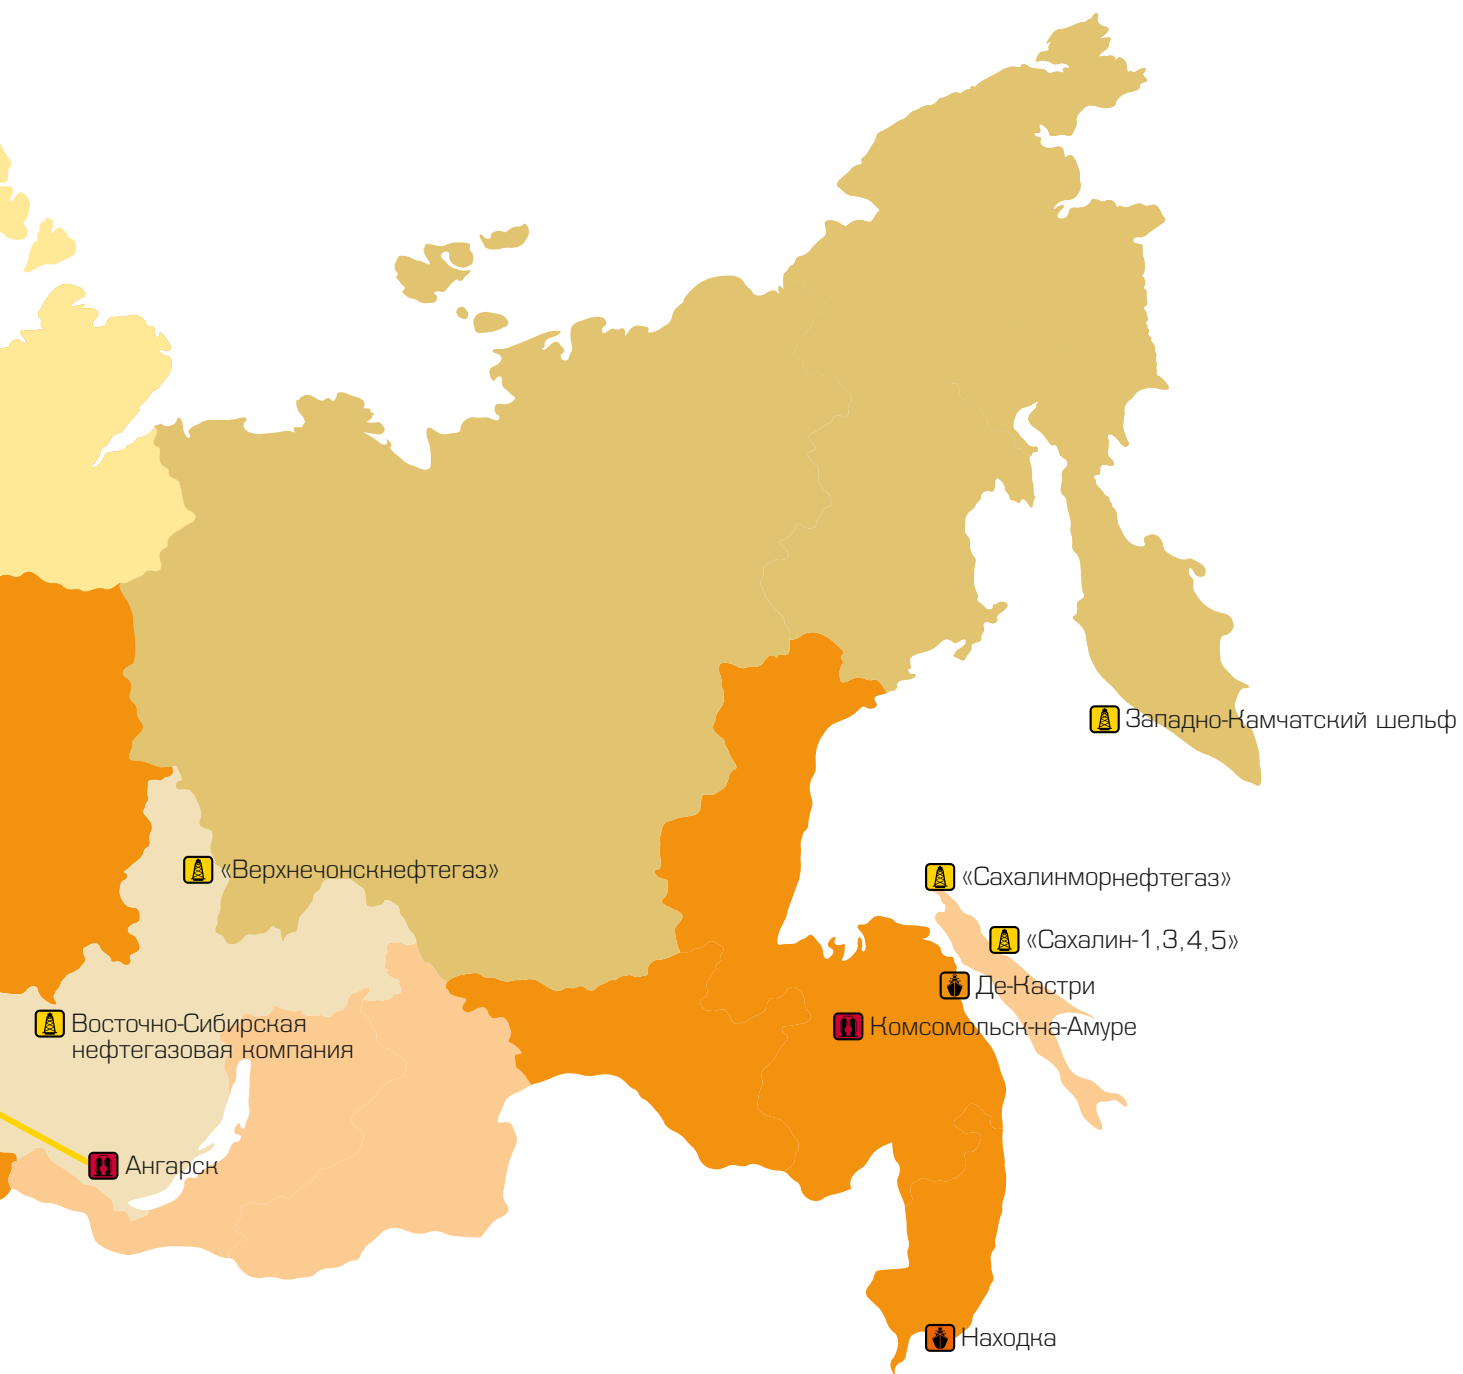 Западно-Камчатский шельф
«Верхнечонскнефтегаз»
«Сахалинморнефтегаз»
«Сахалин-1,3,4,5»
Де-Кастри
Восточно-Сибирская
нефтегазовая компания
Комсомольск-на-Амуре
Ангарск
Находка